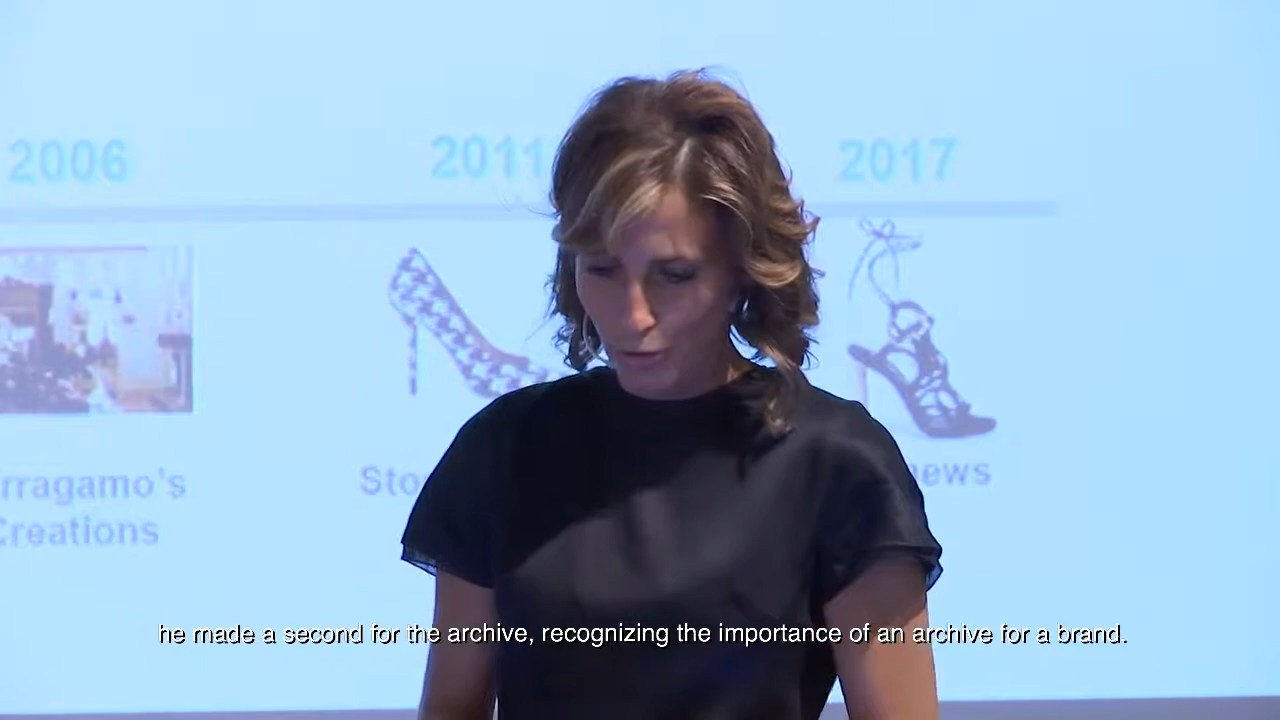 2006 2011 2017
rragamo's Sto news
Creations
he made a second for the archive, recognizing the importance of an archive for a brand.